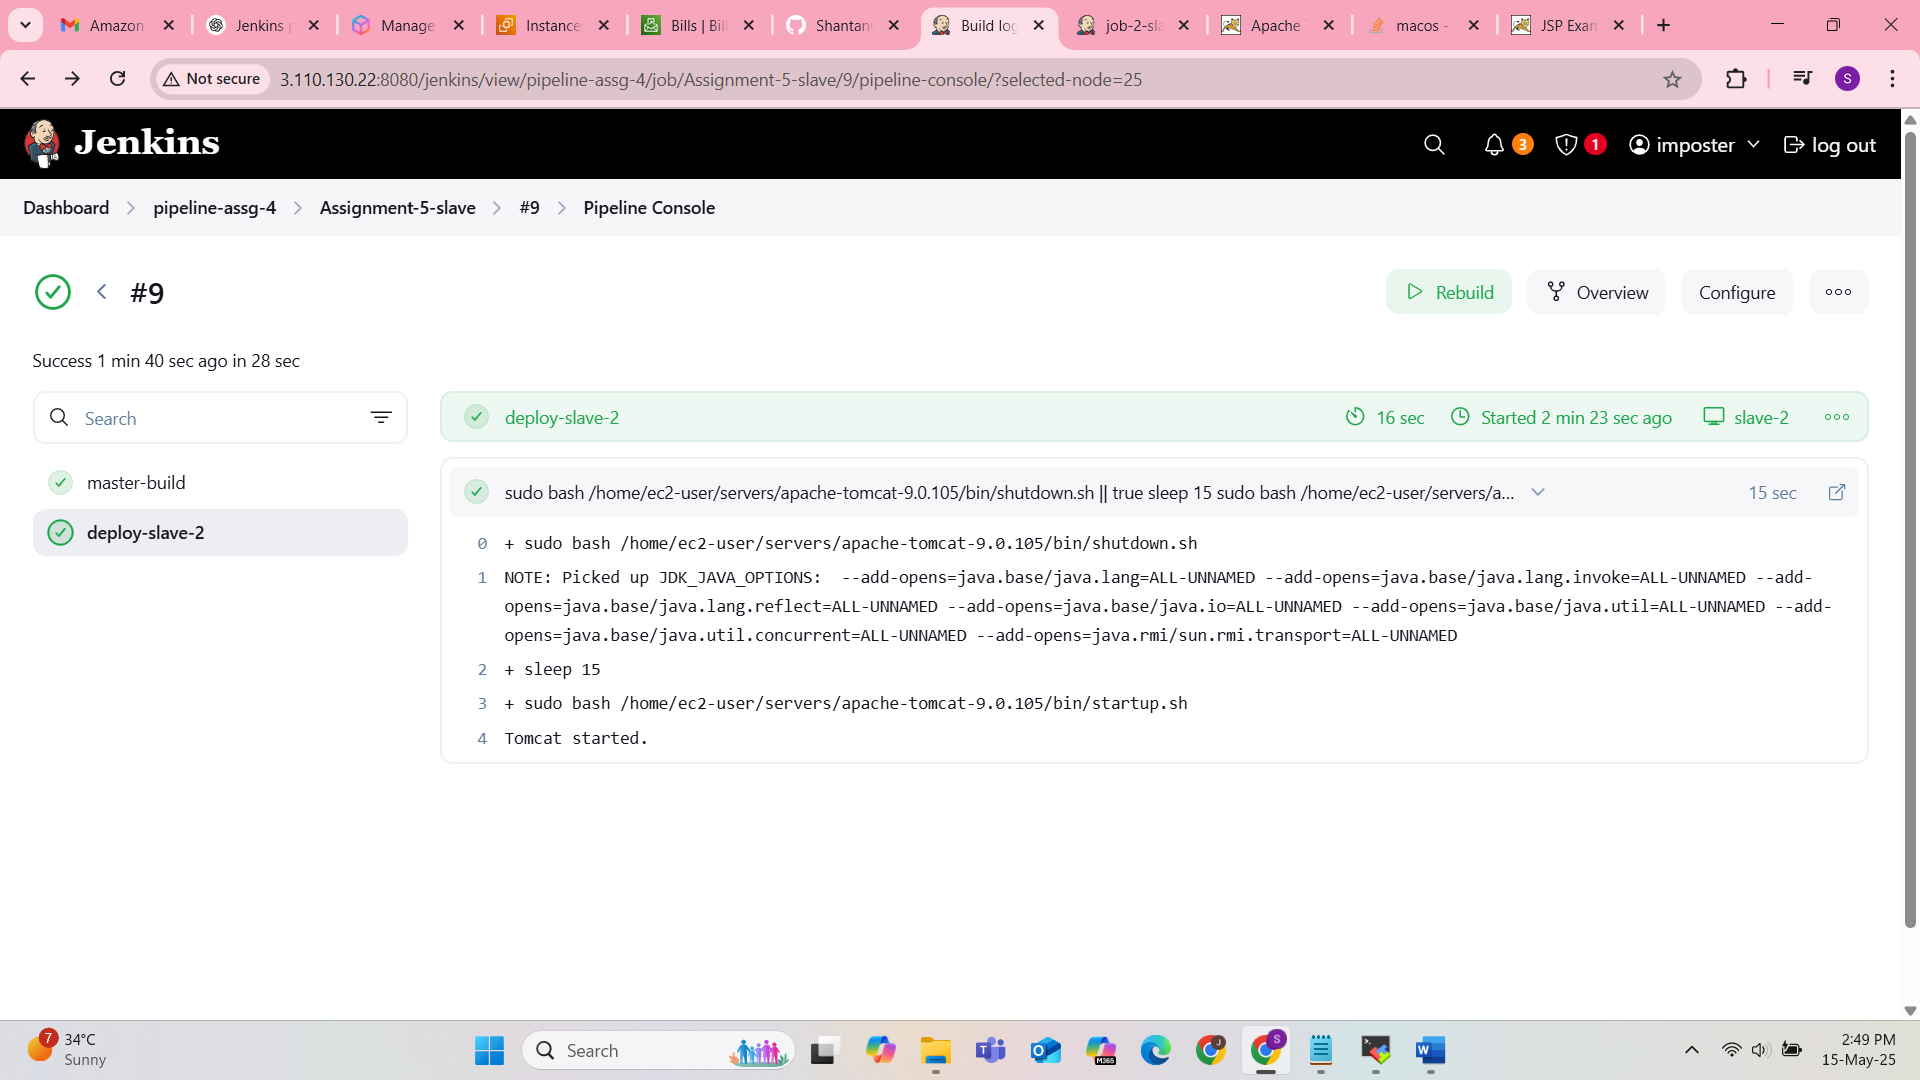 Amazon
Jenkins p
Manage
Instance
Bills | Bil
Shantan
Build log
job-2-sla
Apache T
macos -
JSP Exam
Not secure
3.110.130.22:8080/jenkins/view/pipeline-assg-4/job/Assignment-5-slave/9/pipeline-console/?selected-node=25
S
Jenkins
3
1
imposter
log out
Dashboard
pipeline-assg-4
Assignment-5-slave
#9
Pipeline Console
#9
Rebuild
Overview
Configure
Success 1 min 40 sec ago in 28 sec
Search
deploy-slave-2
16 sec
Started 2 min 23 sec ago
slave-2
master-build
deploy-slave-2
sudo bash /home/ec2-user/servers/apache-tomcat-9.0.105/bin/shutdown.sh || true sleep 15 sudo bash /home/ec2-user/servers/a...
15 sec
0 + sudo bash /home/ec2-user/servers/apache-tomcat-9.0.105/bin/shutdown.sh
1 NOTE: Picked up JDK_JAVA_OPTIONS:  --add-opens=java.base/java.lang=ALL-UNNAMED --add-opens=java.base/java.lang.invoke=ALL-UNNAMED --add-
opens=java.base/java.lang.reflect=ALL-UNNAMED --add-opens=java.base/java.io=ALL-UNNAMED --add-opens=java.base/java.util=ALL-UNNAMED --add-
opens=java.base/java.util.concurrent=ALL-UNNAMED --add-opens=java.rmi/sun.rmi.transport=ALL-UNNAMED
2 + sleep 15
3 + sudo bash /home/ec2-user/servers/apache-tomcat-9.0.105/bin/startup.sh
4 Tomcat started.
7
34°C
Sunny
Search
M365
J
S
2:49 PM
15-May-25